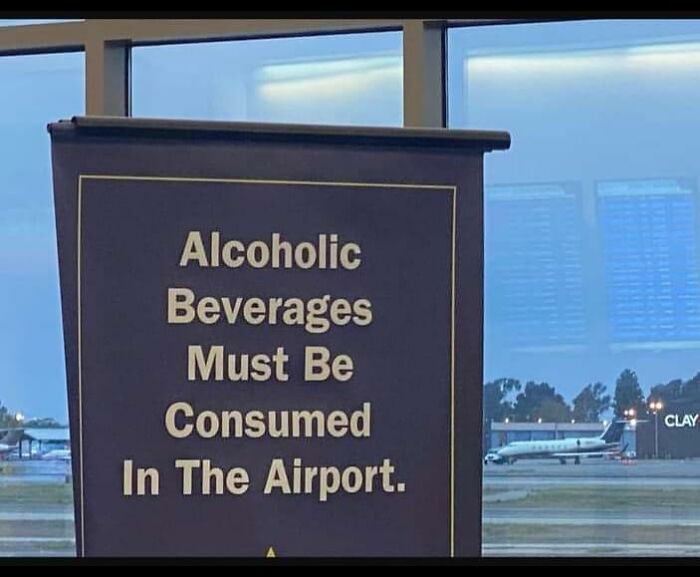 Alcoholic
Beverages
Must Be
Consumed
In The Airport.
CLAY